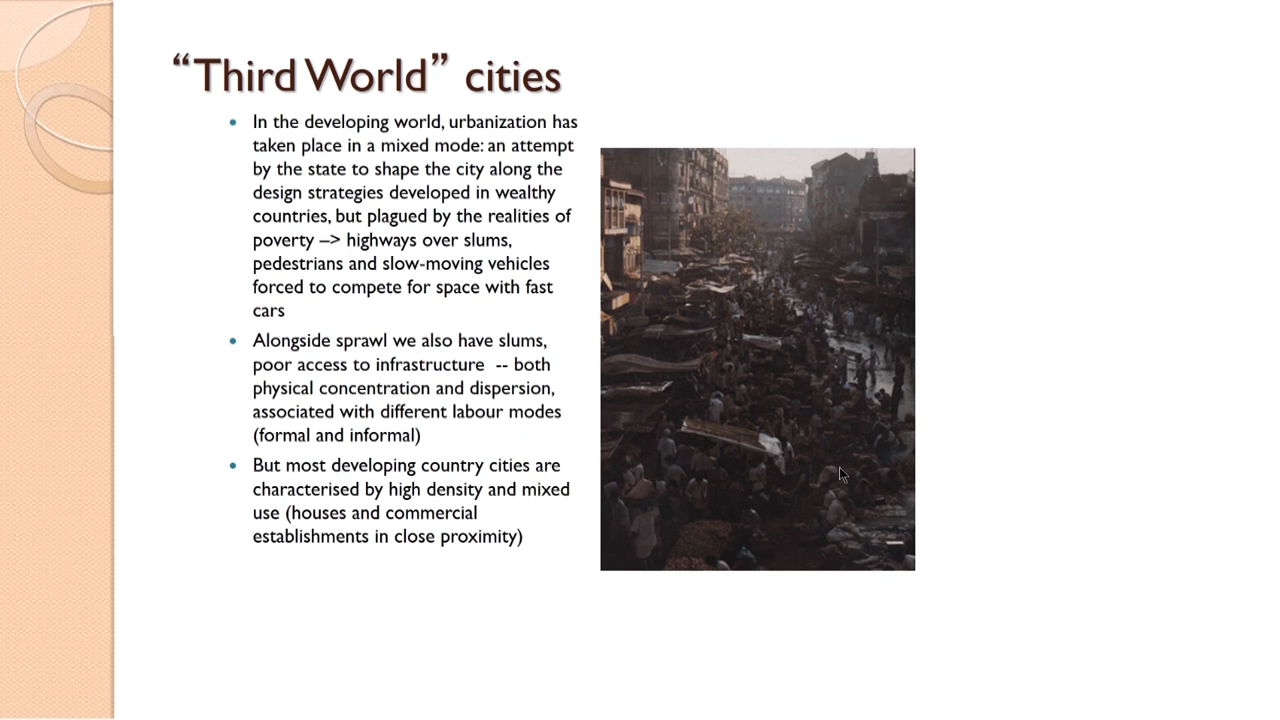 “Third World” cities
• In the developing world, urbanization has
taken place in a mixed mode: an attempt
by the state to shape the city along the
design strategies developed in wealthy
countries, but plagued by the realities of
poverty –> highways over slums,
pedestrians and slow-moving vehicles
forced to compete for space with fast
cars
• Alongside sprawl we also have slums,
poor access to infrastructure -- both
physical concentration and dispersion,
associated with different labour modes
(formal and informal)
• But most developing country cities are
characterised by high density and mixed
use (houses and commercial
establishments in close proximity)